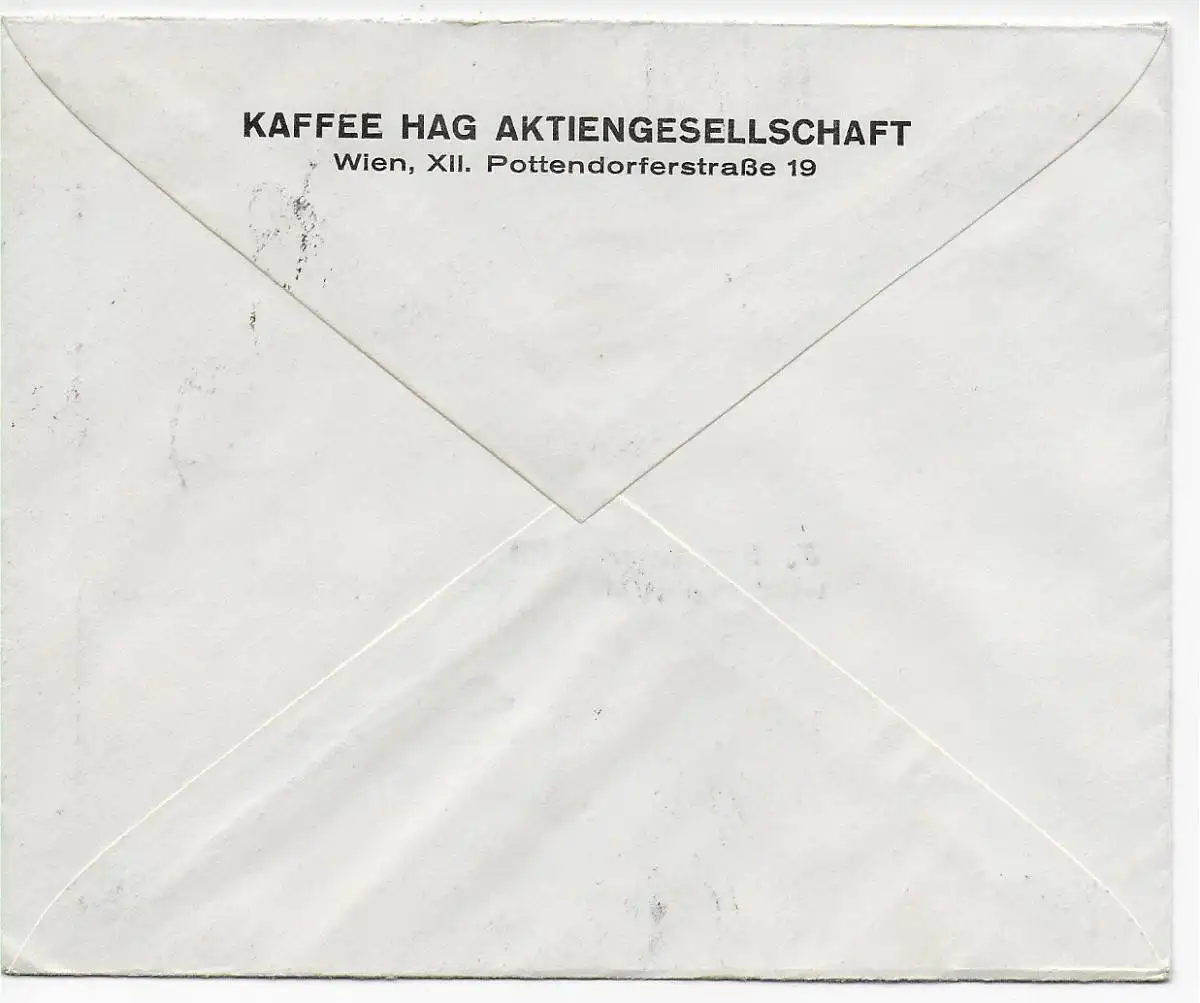 KAFFEE HAG AKTIENGESELLSCHAFT
Wien, XII. Pottendorferstraße 19